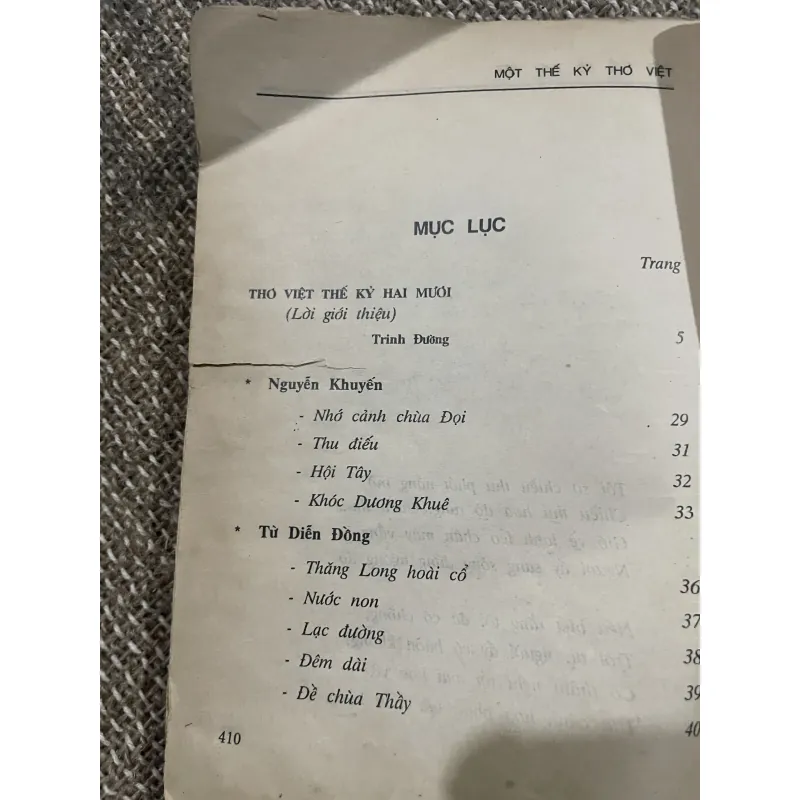 MỘT THẾ KỶ THƠ VIỆT
MỤC LỤC
Trang
THƠ VIỆT THẾ KỶ HAI MƯƠI
(Lời giới thiệu)
Trinh Đường 5
* Nguyễn Khuyến
- Nhớ cảnh chùa Đọi 29
- Thu điếu 31
- Hội Tây 32
- Khóc Dương Khuê 33
* Từ Diễn Đồng
- Thăng Long hoài cổ 36
- Nước non 37
- Lạc đường 38
- Đêm dài 39
- Đề chùa Thầy 40
410